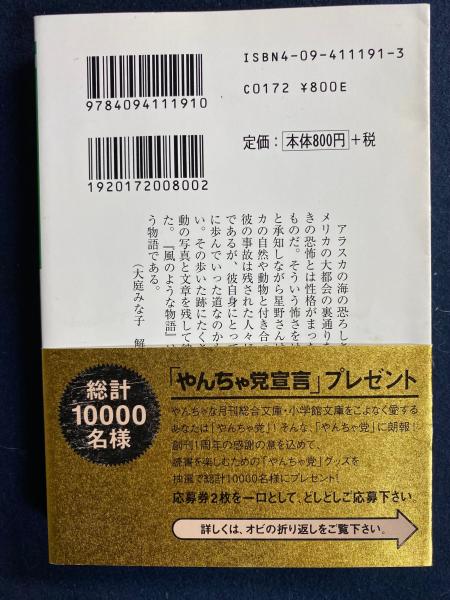 ISBN4-09-411191-3
9784094111910
C0172 ¥800E
定価：本体800円+税
1920172008002
アラスカの海の恐ろしさ
メリカの大都会の裏通りな
きの恐怖とは性格がまった
ものだ。そういう怖さをは
と承知しながら星野さんは
カの自然や動物と付き合っ
彼の事故は残された人々に
であるが、彼自身にとって
に歩んでいった道なのかも
い。その歩いた跡にたくさ
動の写真と文章を残して彼
た。『風のような物語』は
う物語である。
（大庭みな子 解
総計
10000
名様
「やんちゃ党宣言」プレゼント
やんちゃな月刊総合文庫・小学館文庫をこよなく愛する
あなたは「やんちゃ党」！そんな、「やんちゃ党」に朗報！
創刊1周年の感謝の意を込めて、
読書を楽しむための「やんちゃ党」グッズを
抽選で総計10000名様にプレゼント！
応募券2枚を一口として、どしどしご応募下さい。
詳しくは、オビの折り返しをご覧下さい。